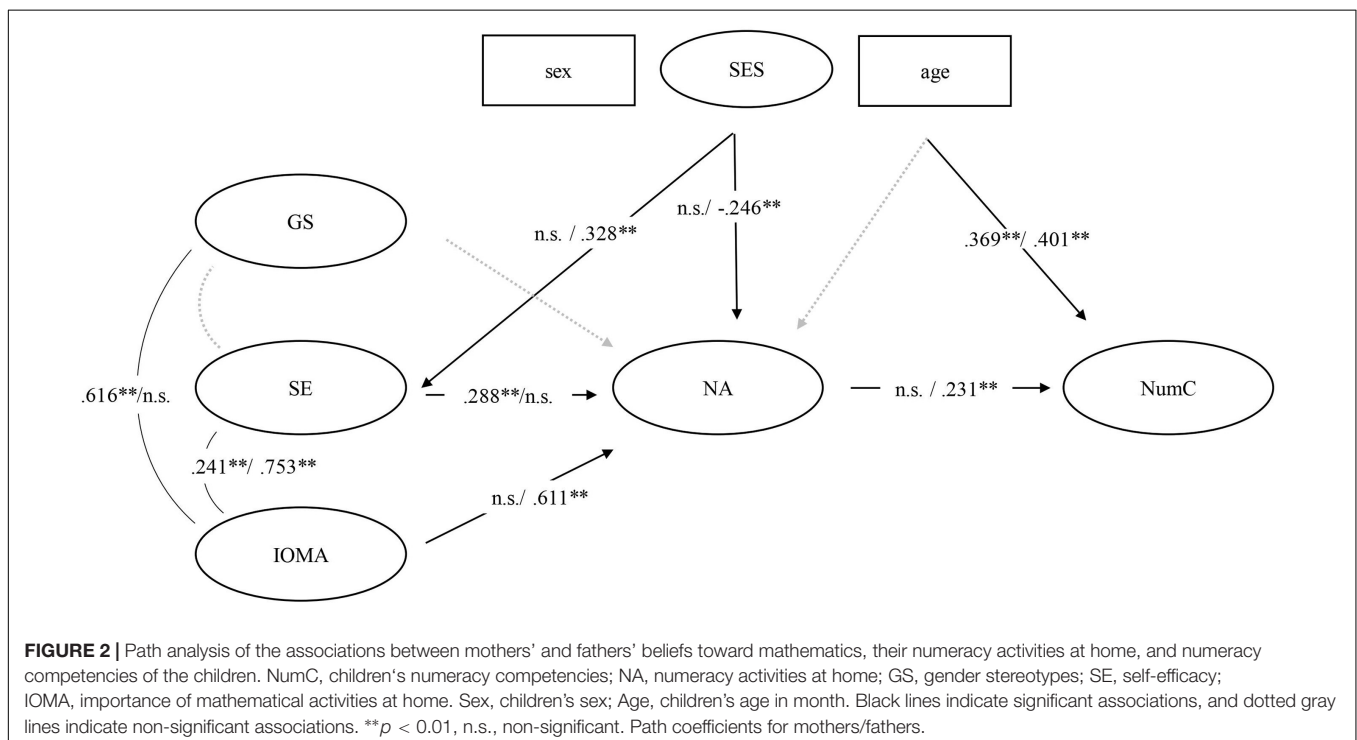 sex
SES
age
GS
n.s./ -.246**
n.s. / .328**
.369**/ .401**
.616**/n.s.
SE
.288**/n.s.
NA
n.s. / .231**
NumC
.241**/ .753**
n.s./ .611**
IOMA
FIGURE 2 | Path analysis of the associations between mothers’ and fathers’ beliefs toward mathematics, their numeracy activities at home, and numeracy
competencies of the children. NumC, children‘s numeracy competencies; NA, numeracy activities at home; GS, gender stereotypes; SE, self-efficacy;
IOMA, importance of mathematical activities at home. Sex, children’s sex; Age, children’s age in month. Black lines indicate significant associations, and dotted gray
lines indicate non-significant associations. **p < 0.01, n.s., non-significant. Path coefficients for mothers/fathers.